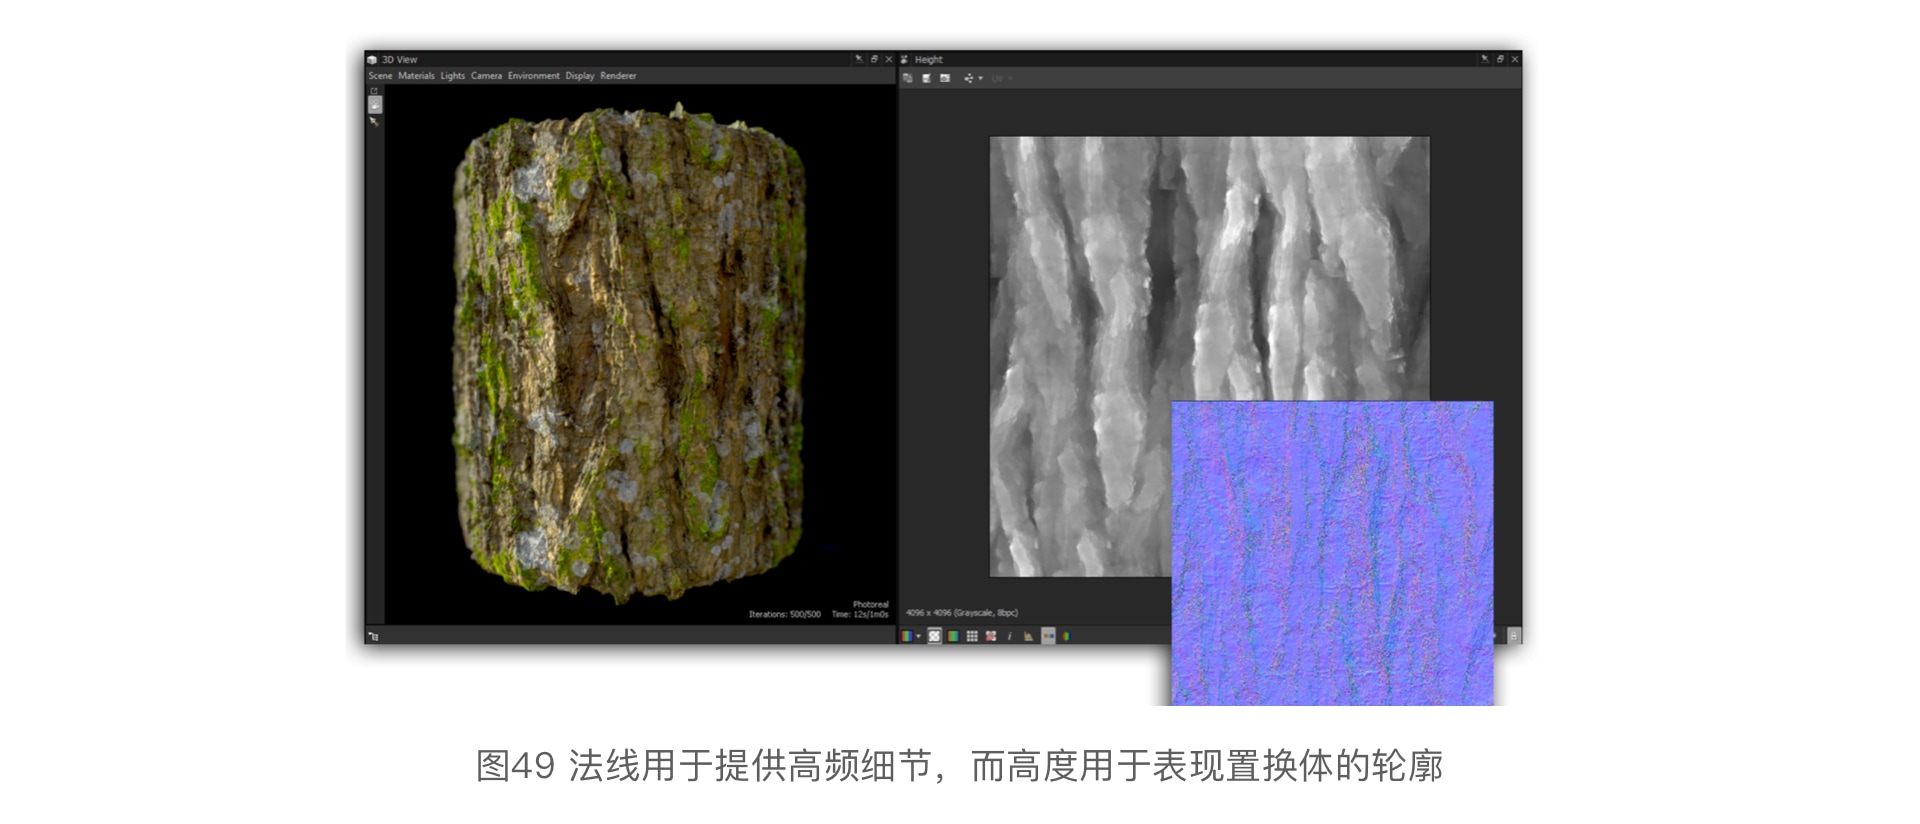 3D View
Scene Materials Lights Camera Environment Display Renderer
Photoreal
Iterations: 500/500 Time: 12s/1m0s
Height
4096 x 4096 (Grayscale, 8bpc)
图49 法线用于提供高频细节，而高度用于表现置换体的轮廓